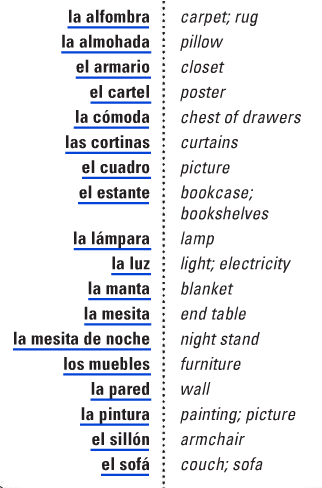 la alfombra carpet; rug
la almohada pillow
el armario closet
el cartel poster
la cómoda chest of drawers
las cortinas curtains
el cuadro picture
el estante bookcase;
bookshelves
la lámpara lamp
la luz light; electricity
la manta blanket
la mesita end table
la mesita de noche night stand
los muebles furniture
la pared wall
la pintura painting; picture
el sillón armchair
el sofá couch; sofa